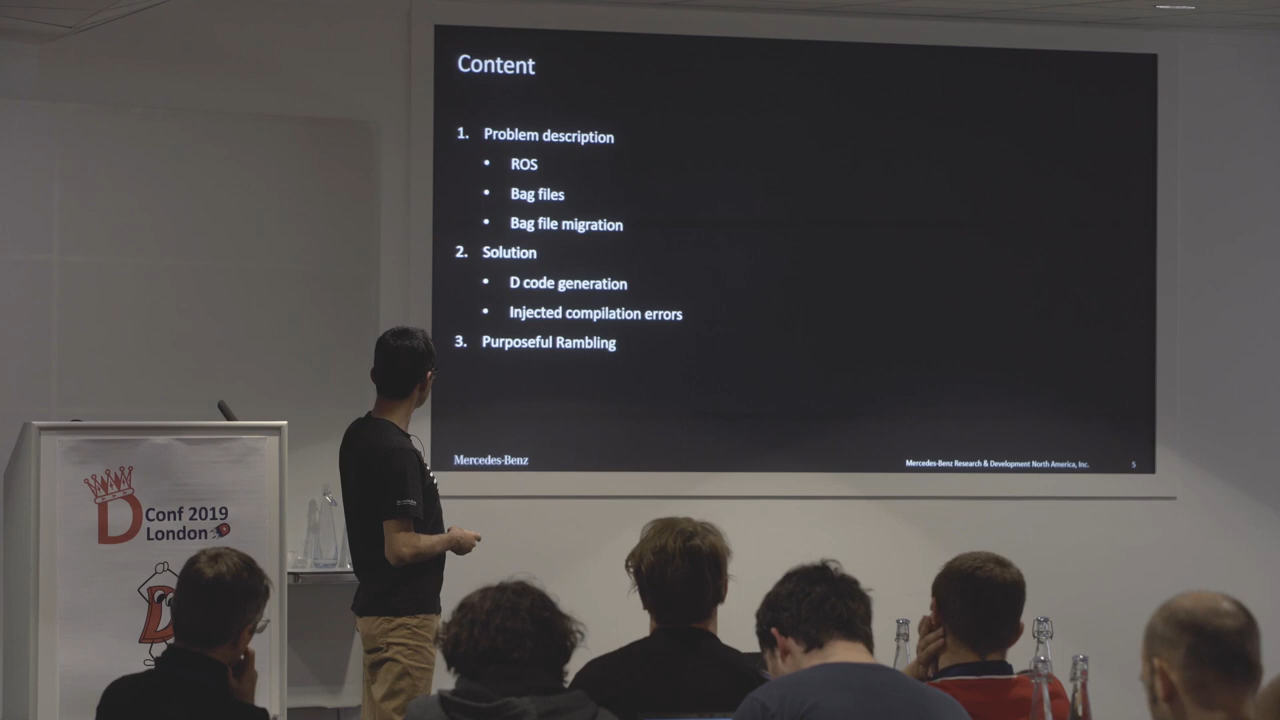 Content
1. Problem description
• ROS
• Bag files
• Bag file migration
2. Solution
• D code generation
• Injected compilation errors
3. Purposeful Rambling
Mercedes-Benz
Mercedes-Benz Research & Development North America, Inc.
5
D Conf 2019
London